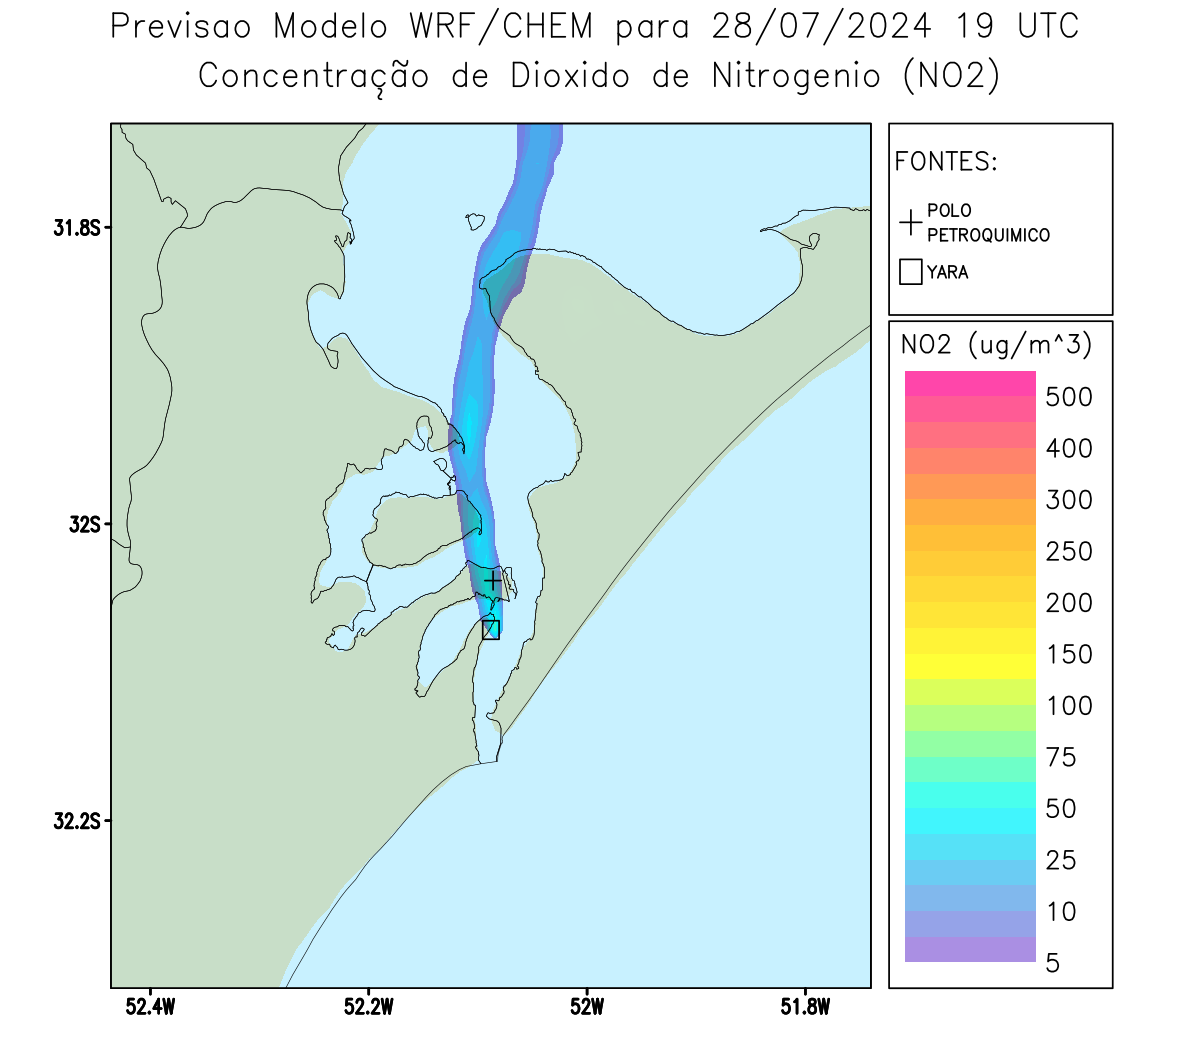 Previsao Modelo WRF/CHEM para 28/07/2024 19 UTC
Concentração de Dioxido de Nitrogenio (NO2)
FONTES:
POLO
PETROQUIMICO
YARA
NO2 (ug/m^3)
500
400
300
250
200
150
100
75
50
25
10
5
31.8S
32S
32.2S
52.4W
52.2W
52W
51.8W